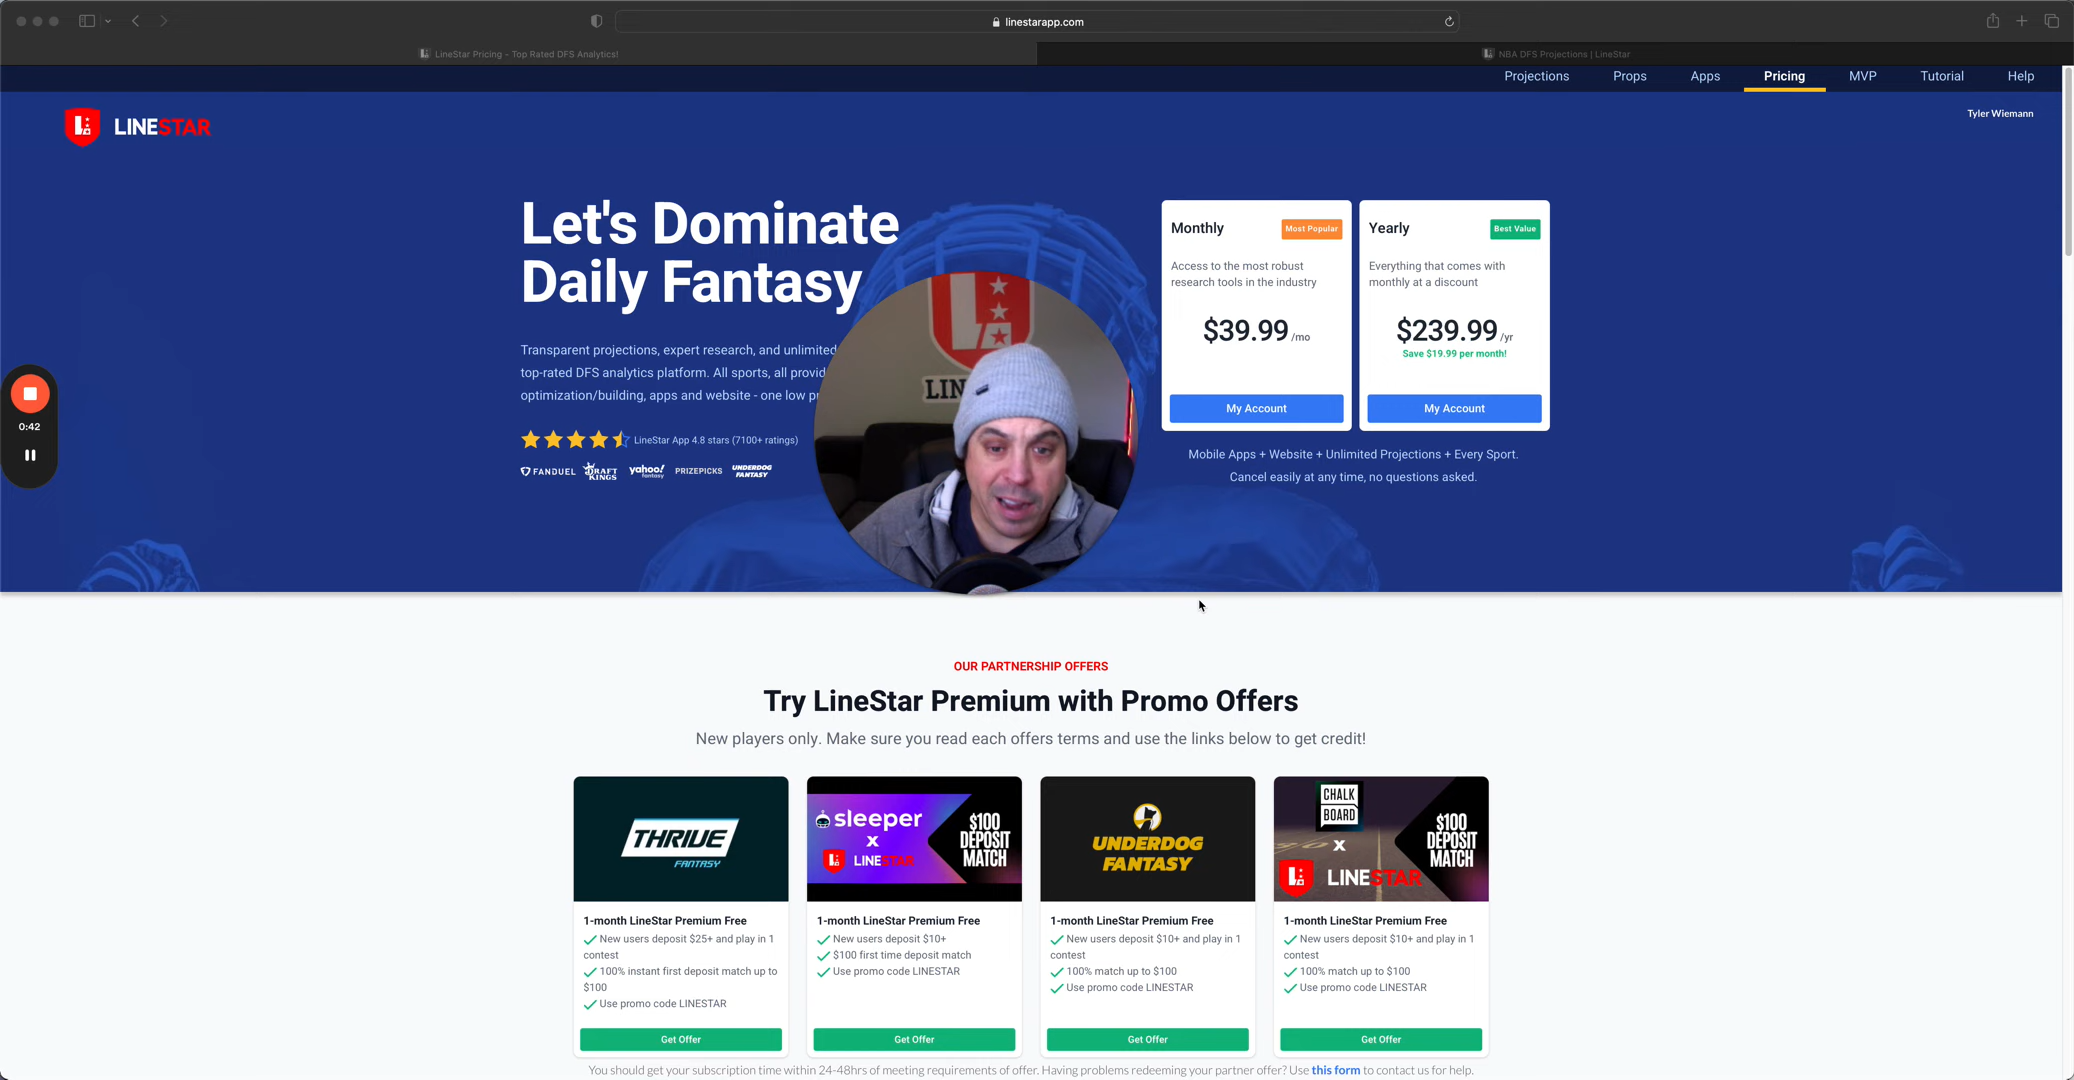 linestarapp.com
LineStar Pricing - Top Rated DFS Analytics!
NBA DFS Projections | LineStar
Projections
Props
Apps
Pricing
MVP
Tutorial
Help
LINESTAR
Tyler Wiemann
Let's Dominate
Daily Fantasy
Transparent projections, expert research, and unlimited
top-rated DFS analytics platform. All sports, all
optimization/building, apps and website - one low
LineStar App 4.8 stars (7100+ ratings)
FANDUEL
DRAFT
KINGS
yahoo!
fantasy
PRIZEPICKS
UNDERDOG
FANTASY
LIN
Monthly
Most Popular
Access to the most robust
research tools in the industry
$39.99 /mo
My Account
Yearly
Best Value
Everything that comes with
monthly at a discount
$239.99 /yr
Save $19.99 per month!
My Account
Mobile Apps + Website + Unlimited Projections + Every Sport.
Cancel easily at any time, no questions asked.
0:42
OUR PARTNERSHIP OFFERS
Try LineStar Premium with Promo Offers
New players only. Make sure you read each offers terms and use the links below to get credit!
THRIVE
FANTASY
1-month LineStar Premium Free
New users deposit $25+ and play in 1
contest
100% instant first deposit match up to
$100
Use promo code LINESTAR
Get Offer
sleeper
X
LINESTAR
$100
DEPOSIT
MATCH
1-month LineStar Premium Free
New users deposit $10+
$100 first time deposit match
Use promo code LINESTAR
Get Offer
UNDERDOG
FANTASY
1-month LineStar Premium Free
New users deposit $10+ and play in 1
contest
100% match up to $100
Use promo code LINESTAR
Get Offer
CHALK
BOARD
X
LINESTAR
$100
DEPOSIT
MATCH
1-month LineStar Premium Free
New users deposit $10+ and play in 1
contest
100% match up to $100
Use promo code LINESTAR
Get Offer
You should get your subscription time within 24-48hrs of meeting requirements of offer. Having problems redeeming your partner offer? Use this form to contact us for help.